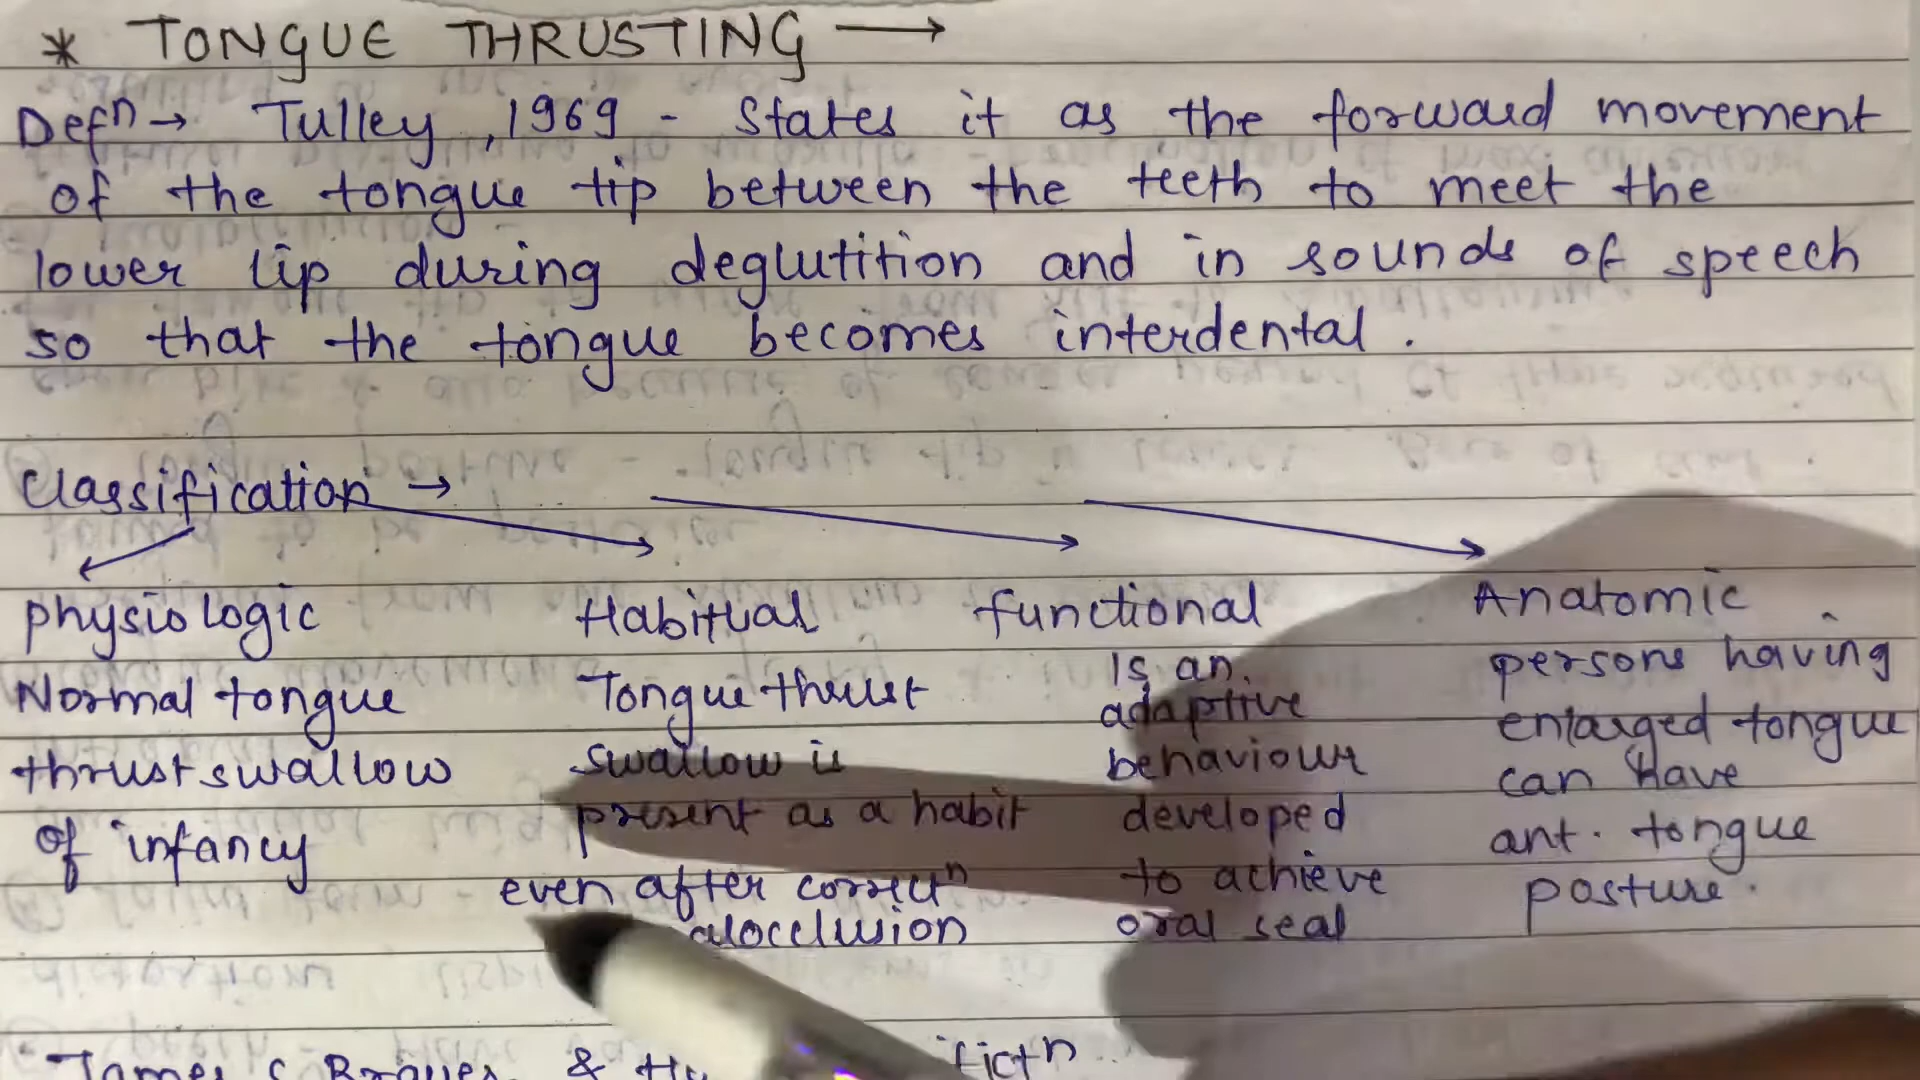 * TONGUE THRUSTING →
Defⁿ → Tulley, 1969 - States it as the forward movement
of the tongue tip between the teeth to meet the
lower lip during deglutition and in sounds of speech
so that the tongue becomes interdental.
Classification →
physiologic
Normal tongue
thrust swallow
of infancy
Habitual
Tongue thrust
swallow is
present as a habit
even after correctⁿ
functional
Is an
adaptive
behaviour
developed
to achieve
oral seal
Anatomic
persons having
enlarged tongue
can have
ant. tongue
posture.
James S. &